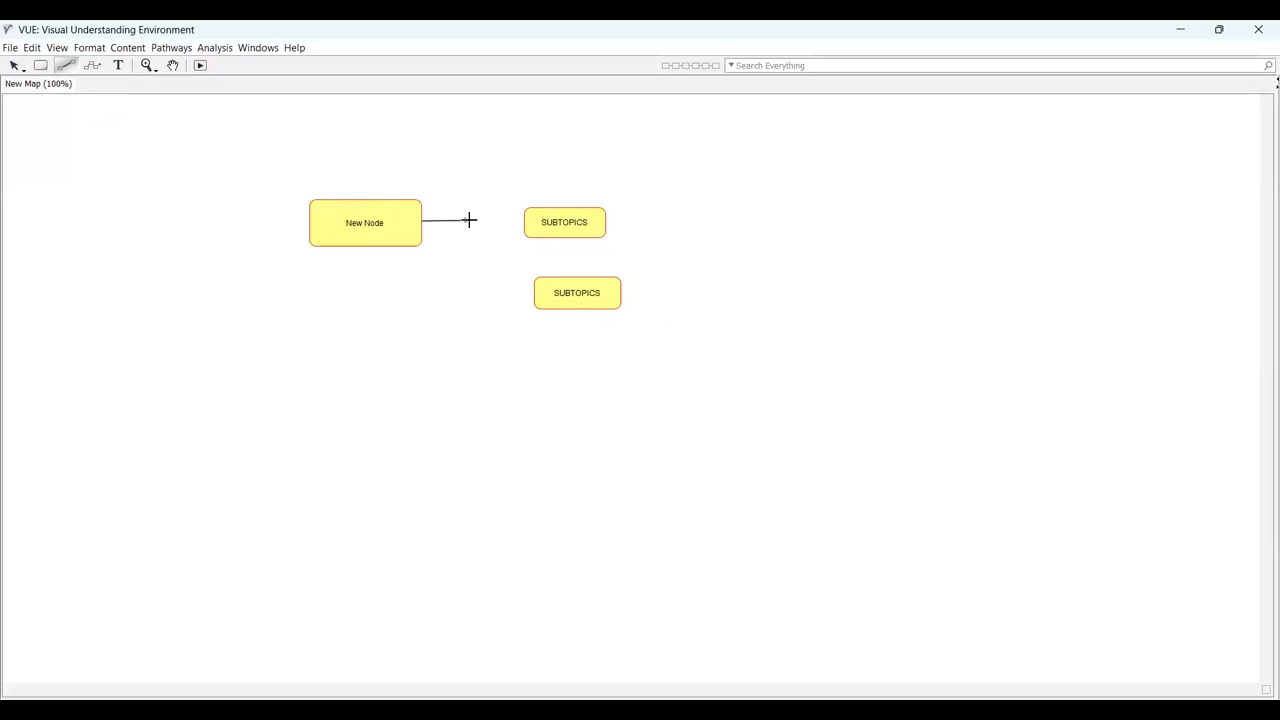 VUE: Visual Understanding Environment
File Edit View Format Content Pathways Analysis Windows Help
T Search Everything
New Map (100%)
New Node
SUBTOPICS
SUBTOPICS